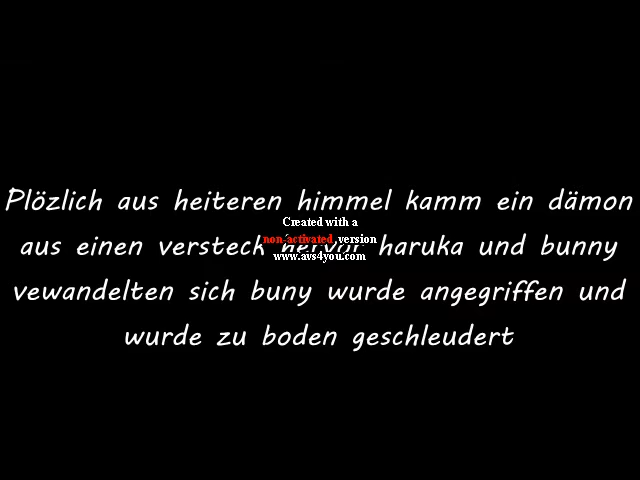 Plözlich aus heiteren himmel kamm ein dämon
Created with a
aus einen versteck hervor haruka und bunny
non-activated version
www.avs4you.com
vewandelten sich buny wurde angegriffen und
wurde zu boden geschleudert